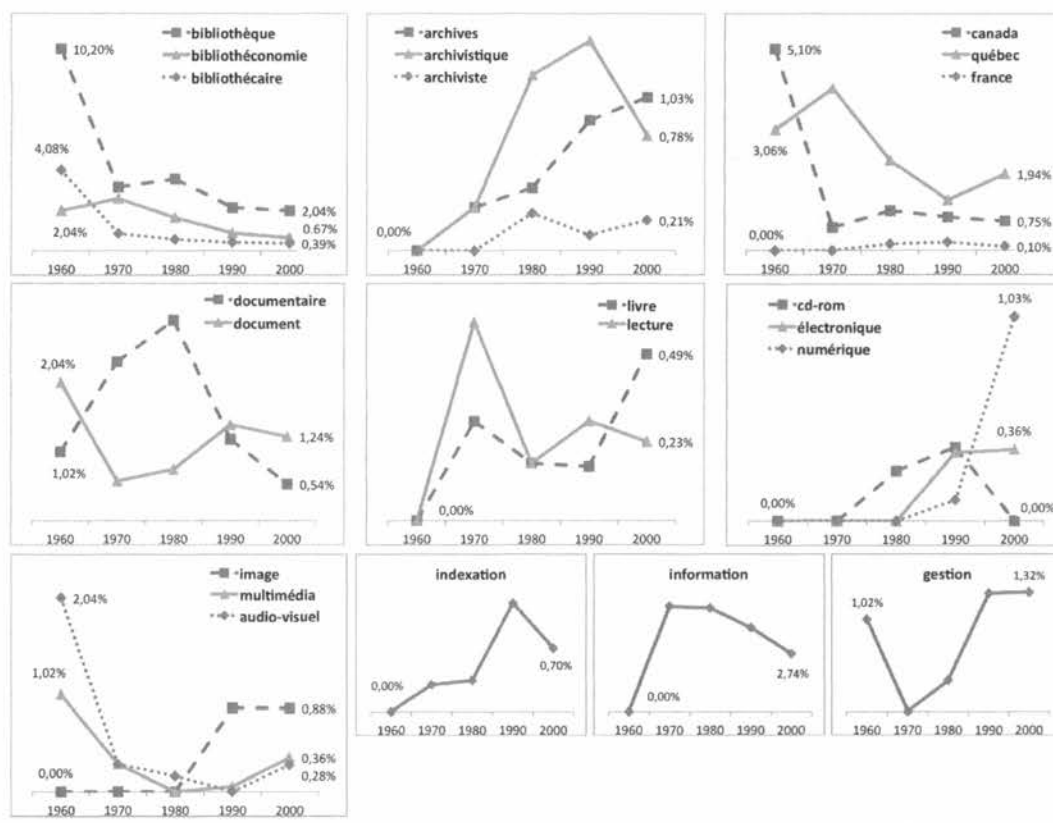 *bibliothèque
bibliothéconomie
bibliothécaire
10,20%
4,08%
2,04%
2,04%
0.67%
0,39%
1960 1970 1980 1990 2000
*archives
archivistique
archiviste
0,00%
1,03%
0,78%
0,21%
1960 1970 1980 1990 2000
*canada
québec
*france
5,10%
3,06%
0,00%
1,94%
0,75%
0,10%
1960 1970 1980 1990 2000
*documentaire
document
2,04%
1,02%
1,24%
0,54%
1960 1970 1980 1990 2000
*livre
lecture
0,00%
0,49%
0,23%
1960 1970 1980 1990 2000
cd-rom
électronique
numérique
1,03%
0,36%
0,00%
0,00%
1960 1970 1980 1990 2000
*image
multimédia
audio-visuel
2,04%
1,02%
0,00%
0,88%
0,36%
0,28%
1960 1970 1980 1990 2000
indexation
0,00%
0,70%
1960 1970 1980 1990 2000
information
0,00%
2,74%
1960 1970 1980 1990 2000
gestion
1,02%
1,32%
1960 1970 1980 1990 2000